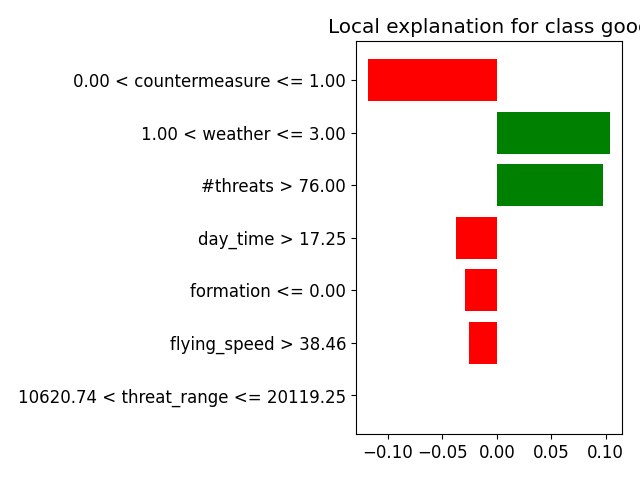 Local explanation for class good
0.00 < countermeasure <= 1.00
1.00 < weather <= 3.00
#threats > 76.00
day_time > 17.25
formation <= 0.00
flying_speed > 38.46
10620.74 < threat_range <= 20119.25
−0.10 −0.05 0.00 0.05 0.10